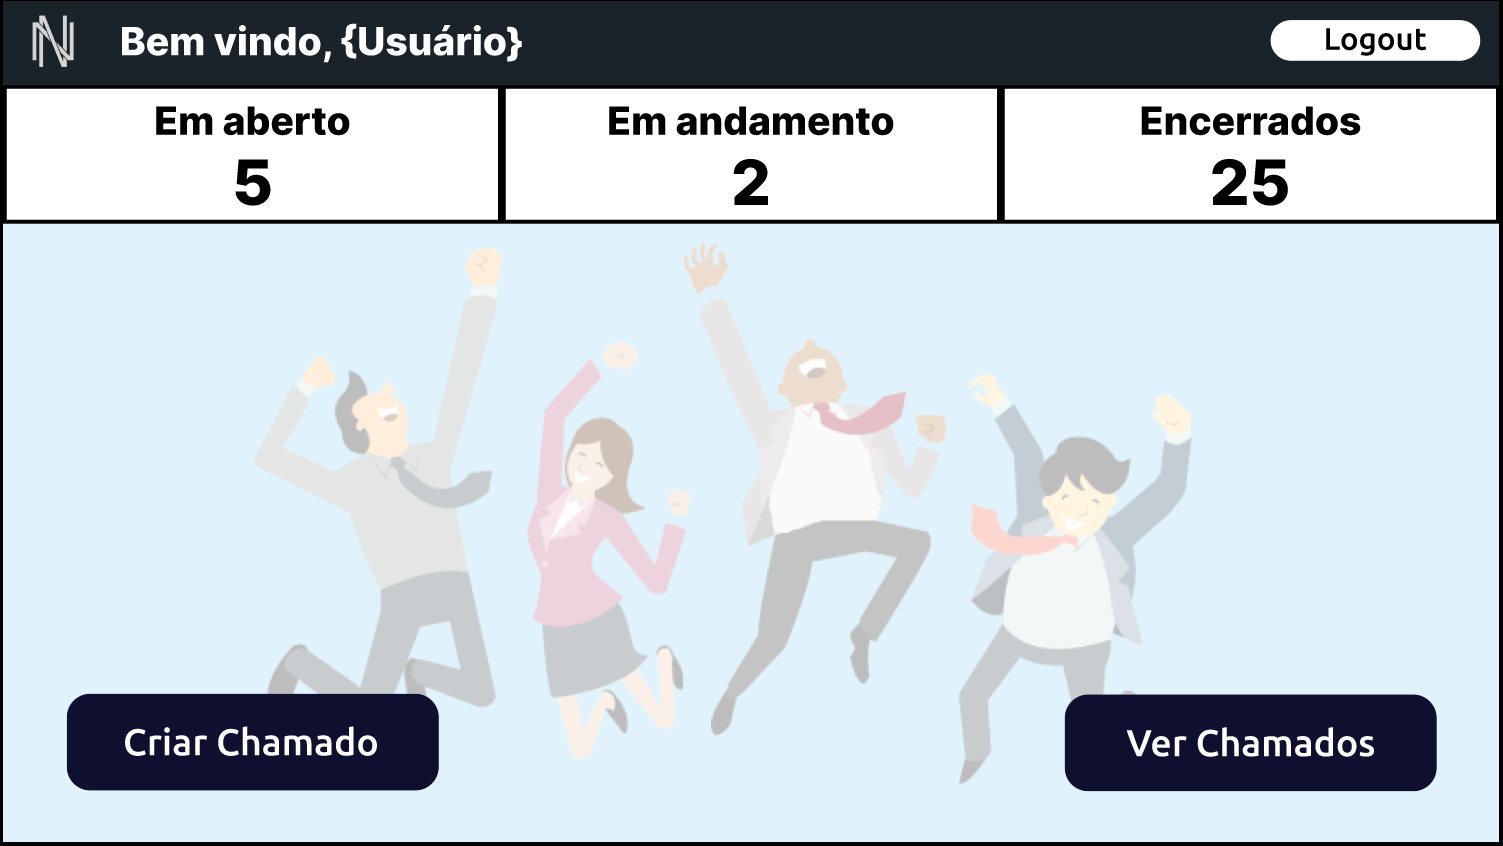 Bem vindo, {Usuário}
Logout
Em aberto
5
Em andamento
2
Encerrados
25
Criar Chamado
Ver Chamados